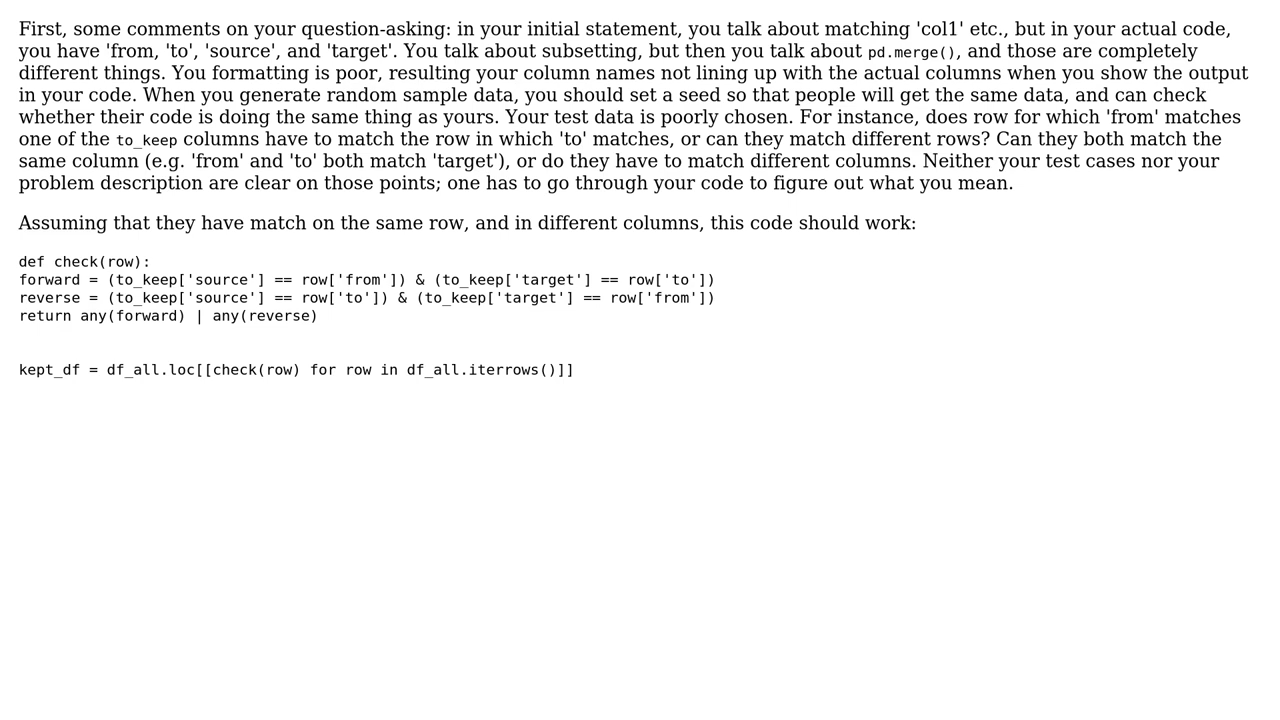 First, some comments on your question-asking: in your initial statement, you talk about matching 'col1' etc., but in your actual code,
you have 'from, 'to', 'source', and 'target'. You talk about subsetting, but then you talk about pd.merge(), and those are completely
different things. You formatting is poor, resulting your column names not lining up with the actual columns when you show the output
in your code. When you generate random sample data, you should set a seed so that people will get the same data, and can check
whether their code is doing the same thing as yours. Your test data is poorly chosen. For instance, does row for which 'from' matches
one of the to_keep columns have to match the row in which 'to' matches, or can they match different rows? Can they both match the
same column (e.g. 'from' and 'to' both match 'target'), or do they have to match different columns. Neither your test cases nor your
problem description are clear on those points; one has to go through your code to figure out what you mean.
Assuming that they have match on the same row, and in different columns, this code should work:
def check(row):
forward = (to_keep['source'] == row['from']) & (to_keep['target'] == row['to'])
reverse = (to_keep['source'] == row['to']) & (to_keep['target'] == row['from'])
return any(forward) | any(reverse)
kept_df = df_all.loc[[check(row) for row in df_all.iterrows()]]